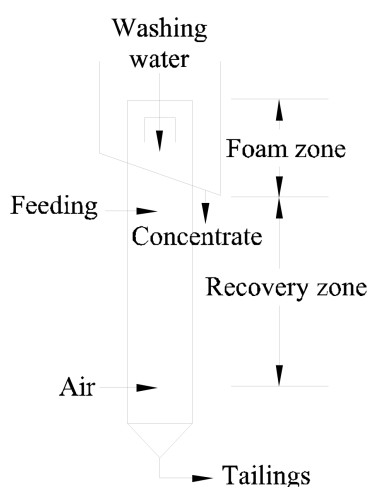 Washing
water
Foam zone
Feeding
Concentrate
Recovery zone
Air
Tailings